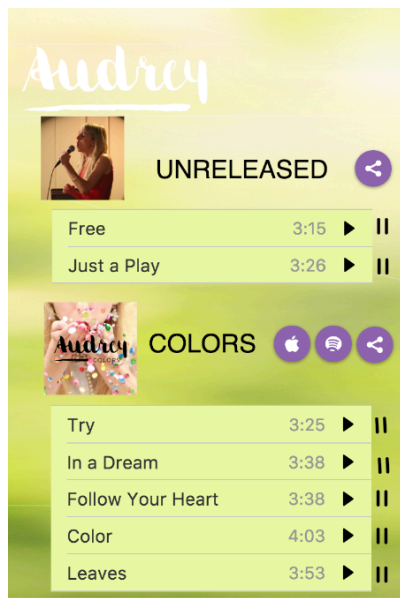 Audrey
UNRELEASED
Free 3:15
Just a Play 3:26
Audrey
COLORS
COLORS
Try 3:25
In a Dream 3:38
Follow Your Heart 3:38
Color 4:03
Leaves 3:53